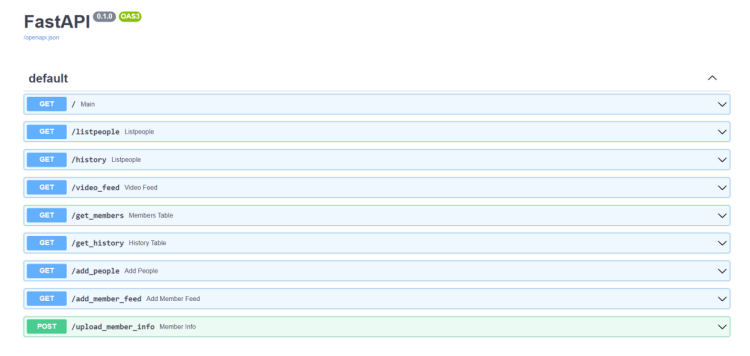 FastAPI 0.1.0 OAS3
/openapi.json
default
GET / Main
GET /listpeople Listpeople
GET /history Listpeople
GET /video_feed Video Feed
GET /get_members Members Table
GET /get_history History Table
GET /add_people Add People
GET /add_member_feed Add Member Feed
POST /upload_member_info Member Info